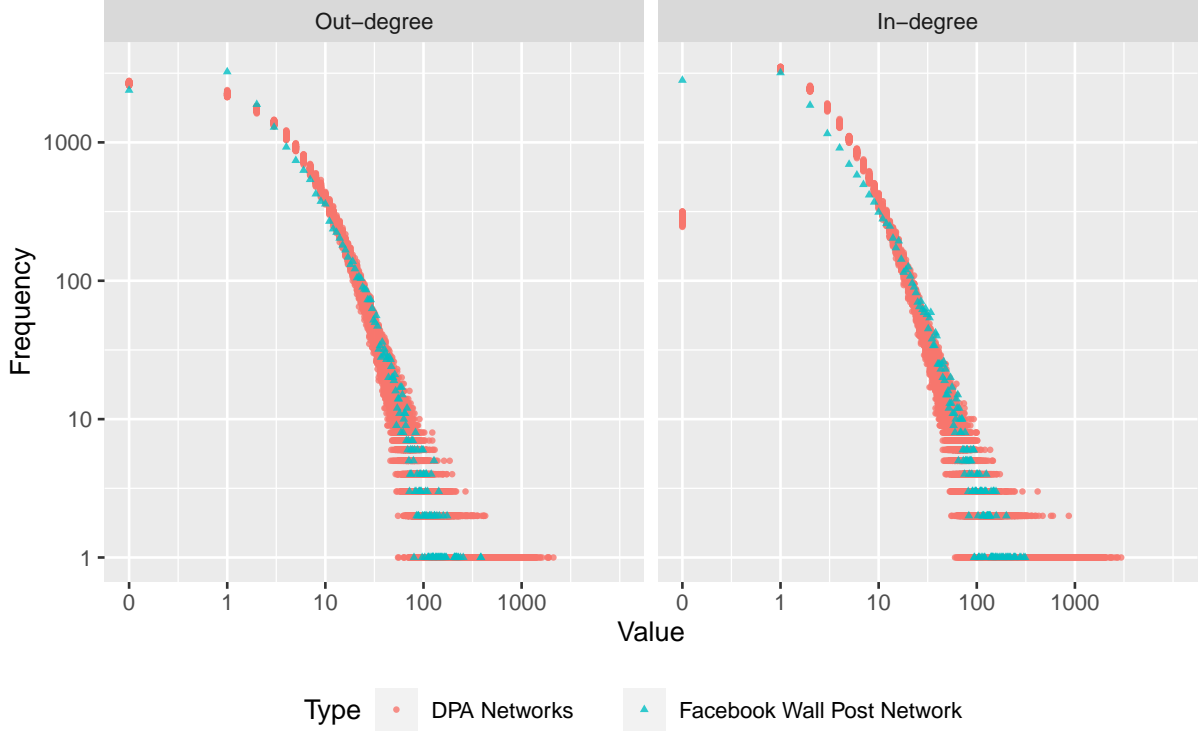 Out−degree
In−degree
Frequency
1000
100
10
1
0 1 10 100 1000
0 1 10 100 1000
Value
Type DPA Networks Facebook Wall Post Network